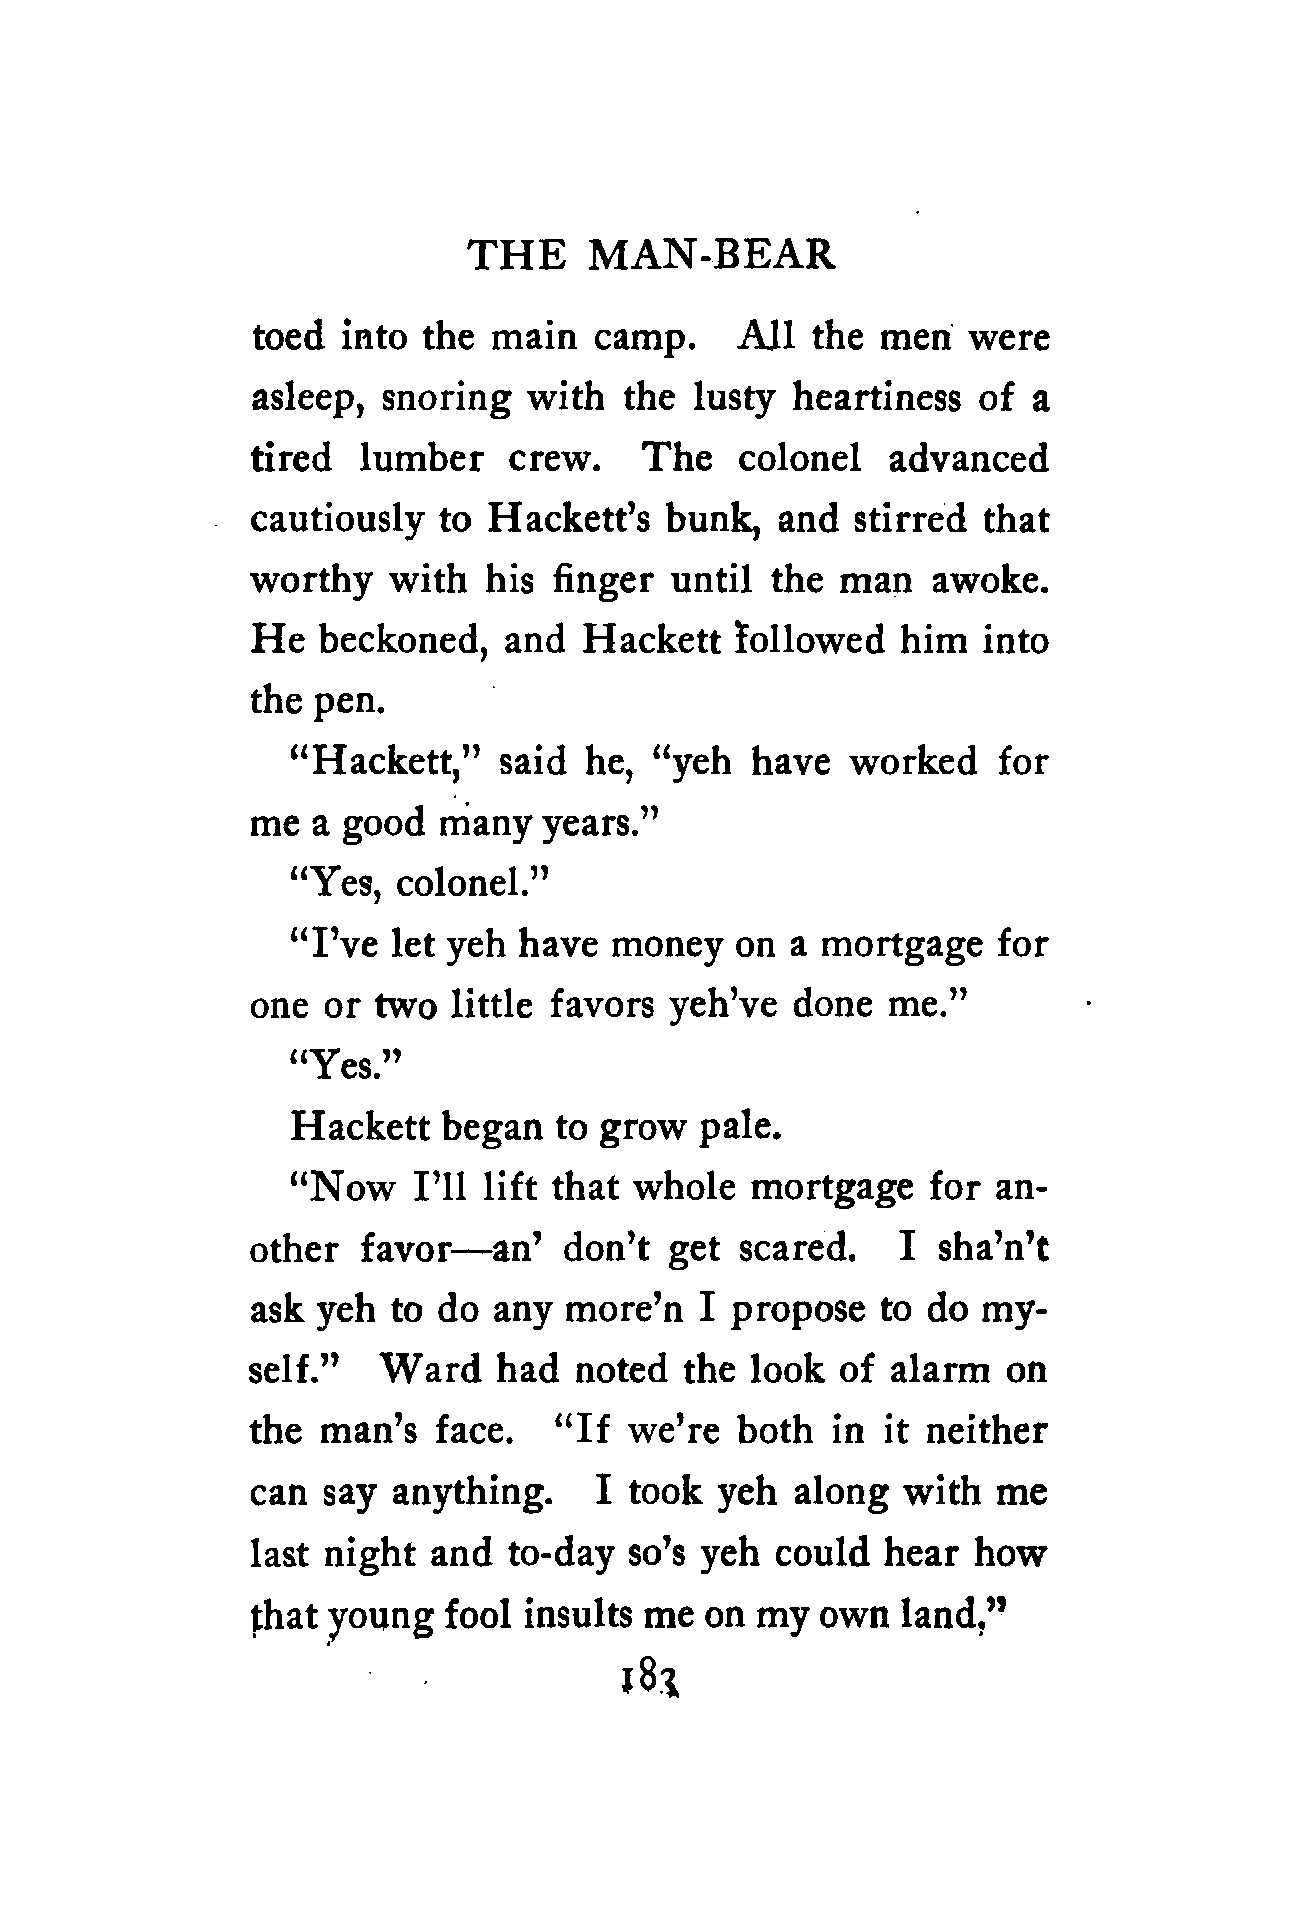 THE MAN-BEAR
toed into the main camp. All the men were
asleep, snoring with the lusty heartiness of a
tired lumber crew. The colonel advanced
cautiously to Hackett's bunk, and stirred that
worthy with his finger until the man awoke.
He beckoned, and Hackett followed him into
the pen.
"Hackett," said he, "yeh have worked for
me a good many years."
"Yes, colonel."
"I've let yeh have money on a mortgage for
one or two little favors yeh've done me."
"Yes."
Hackett began to grow pale.
"Now I'll lift that whole mortgage for an-
other favor—an' don't get scared. I sha'n't
ask yeh to do any more'n I propose to do my-
self." Ward had noted the look of alarm on
the man's face. "If we're both in it neither
can say anything. I took yeh along with me
last night and to-day so's yeh could hear how
that young fool insults me on my own land,"
183